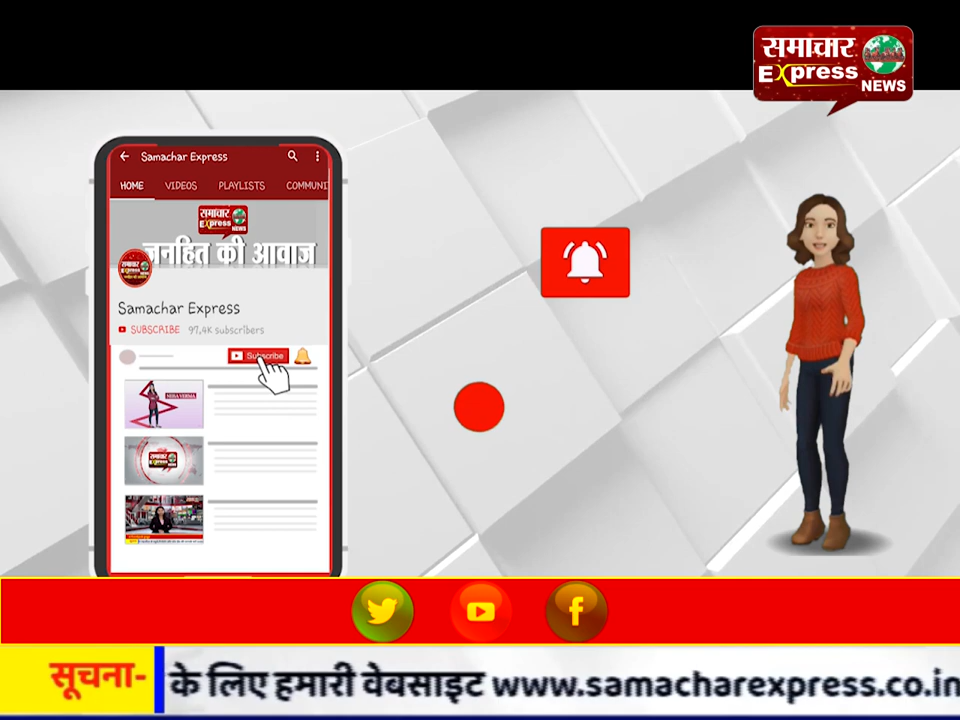 समाचार
Express
NEWS
Samachar Express
HOME VIDEOS PLAYLISTS COMMUNI
समाचार
Express
NEWS
जनहित की आवाज
Samachar Express
SUBSCRIBE 97.4K subscribers
Subscribe
सूचना- के लिए हमारी वेबसाइट www.samacharexpress.co.in